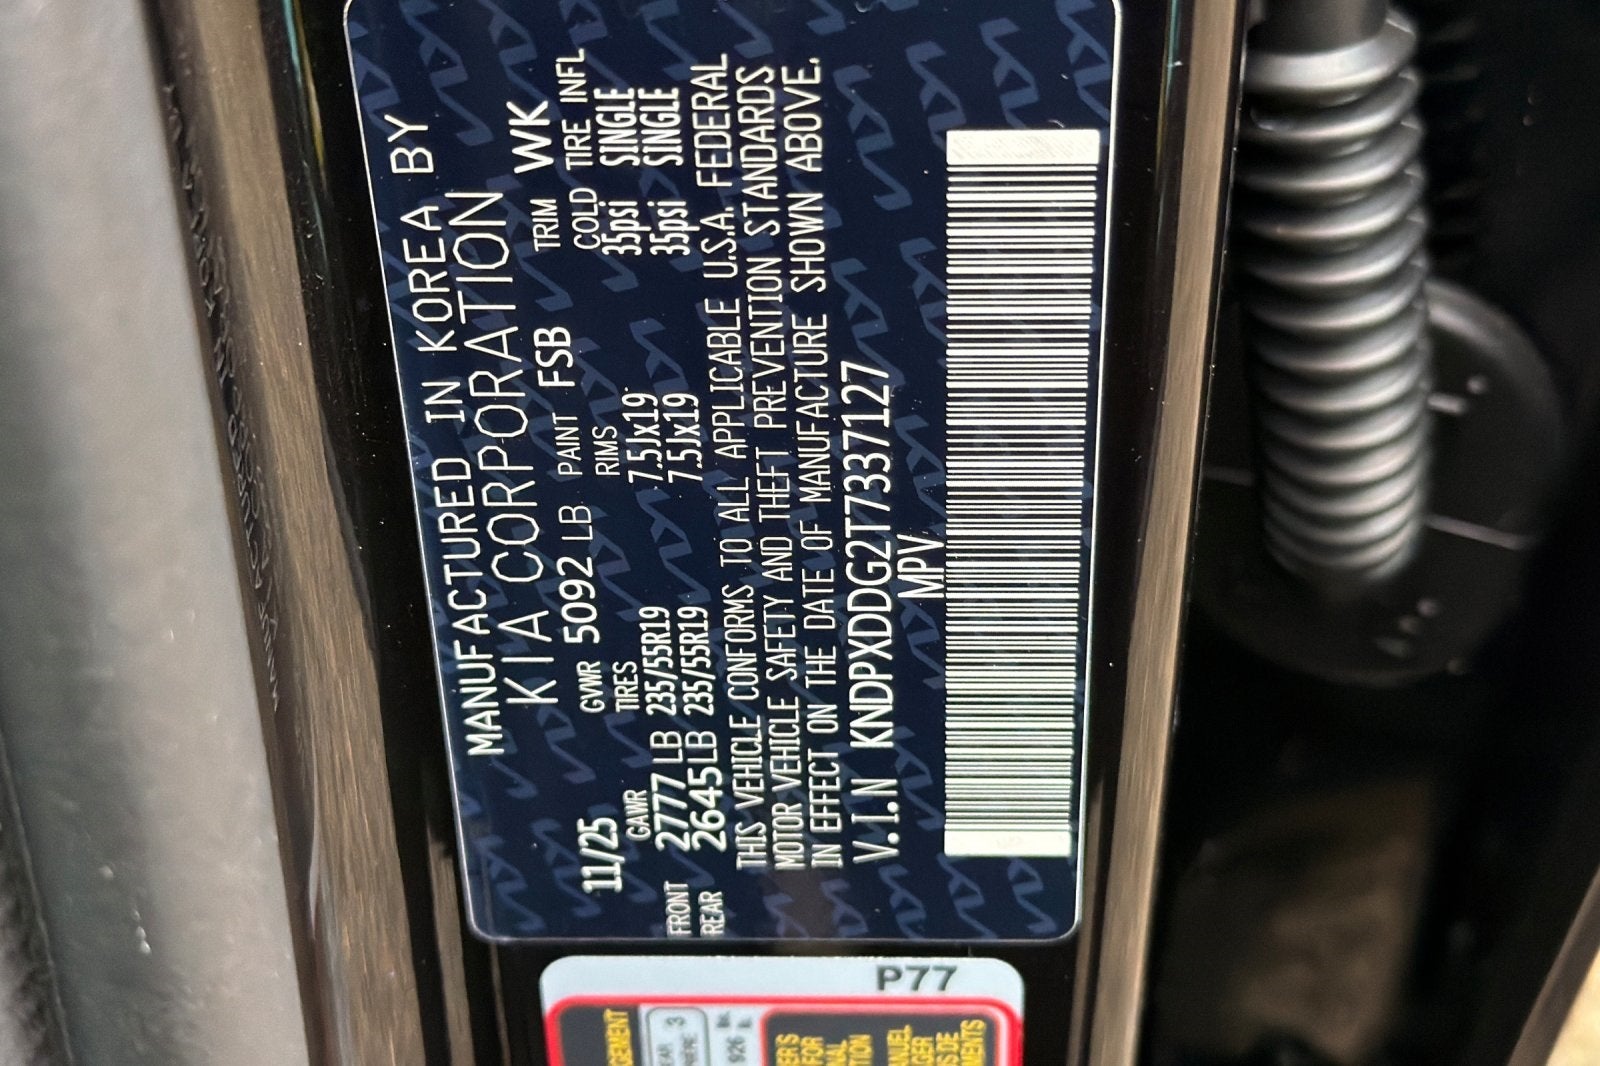 MANUFACTURED IN KOREA BY
KIA CORPORATION
11/25 GVWR 5092 LB PAINT FSB TRIM WK
GAWR TIRES RIMS COLD TIRE INFL
FRONT 2777 LB 235/55R19 7.5Jx19 35psi SINGLE
REAR 2645LB 235/55R19 7.5Jx19 35psi SINGLE
THIS VEHICLE CONFORMS TO ALL APPLICABLE U.S.A. FEDERAL
MOTOR VEHICLE SAFETY AND THEFT PREVENTION STANDARDS
IN EFFECT ON THE DATE OF MANUFACTURE SHOWN ABOVE.
V.I.N KNDPXDDG2T7337127
MPV
P77
3
926